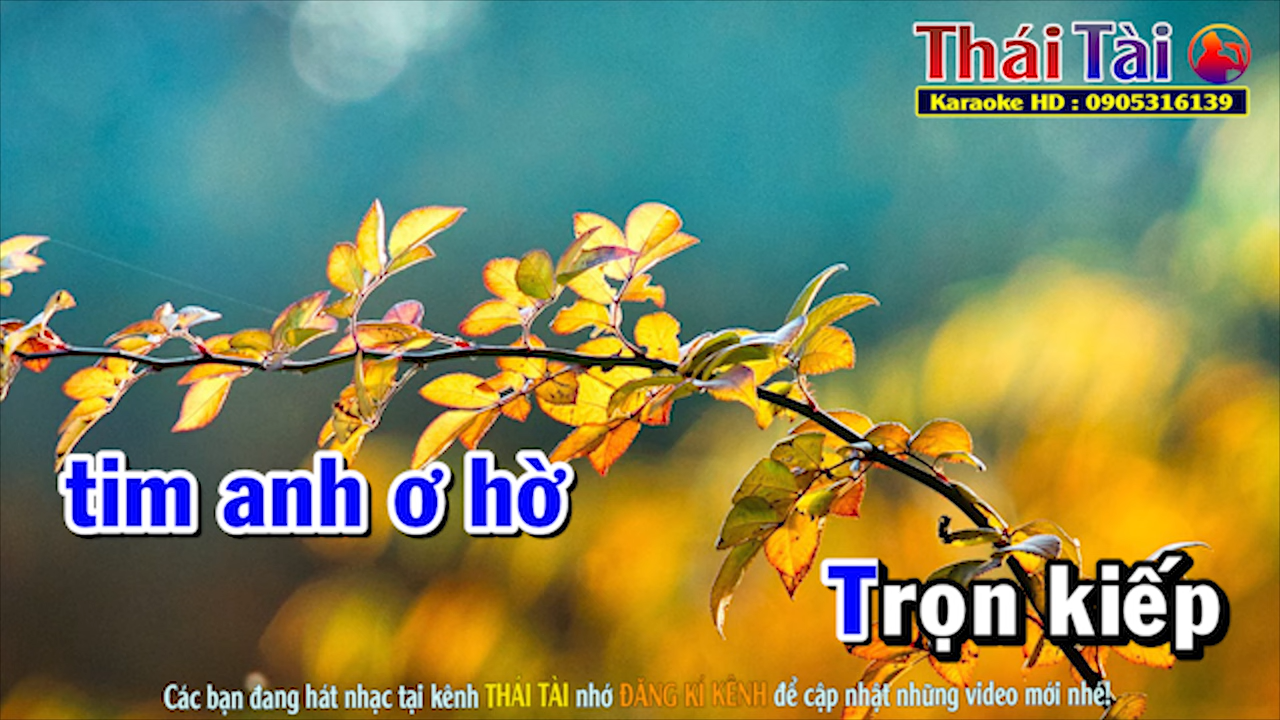 Thái Tài
Karaoke HD : 0905316139
tim anh ơ hờ
Trọn kiếp
Các bạn đang hát nhạc tại kênh THÁI TÀI nhớ ĐĂNG KÍ KÊNH để cập nhật những video mới nhé!